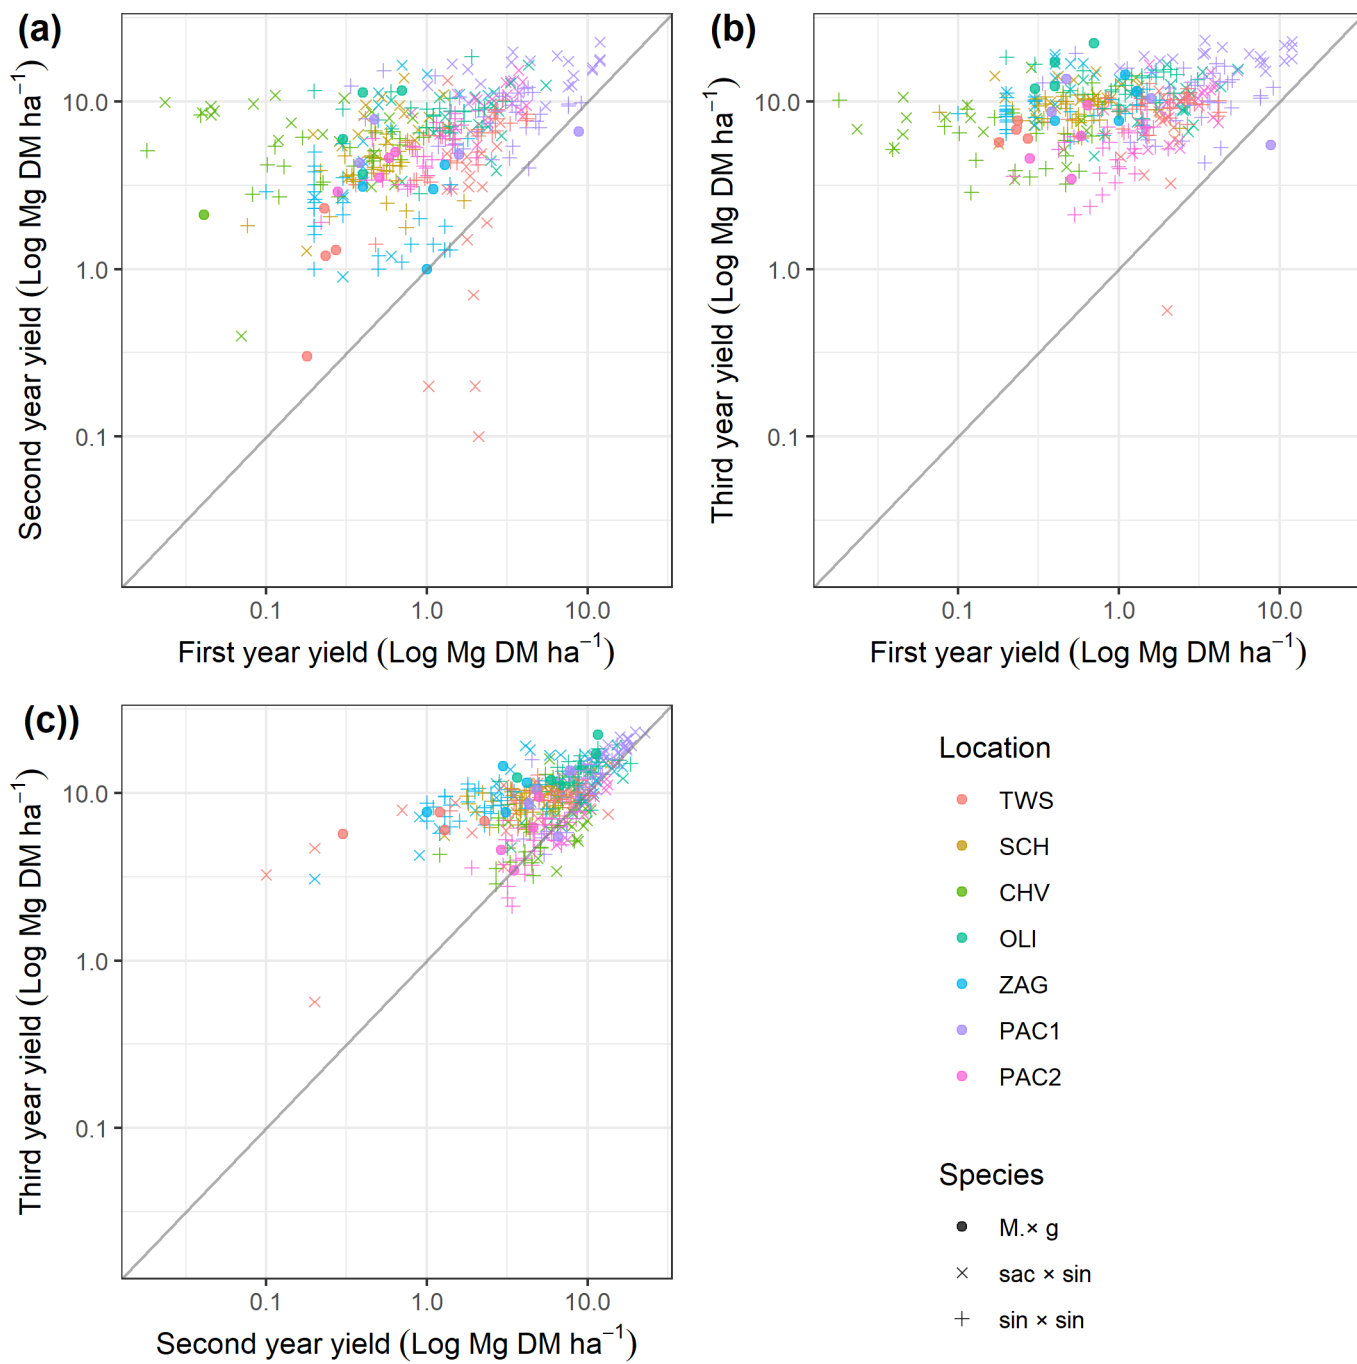 (a)
Second year yield (Log Mg DM ha⁻¹)
10.0
1.0
0.1
0.1 1.0 10.0
First year yield (Log Mg DM ha⁻¹)
(b)
Third year yield (Log Mg DM ha⁻¹)
10.0
1.0
0.1
0.1 1.0 10.0
First year yield (Log Mg DM ha⁻¹)
(c))
Third year yield (Log Mg DM ha⁻¹)
10.0
1.0
0.1
0.1 1.0 10.0
Second year yield (Log Mg DM ha⁻¹)
Location
TWS
SCH
CHV
OLI
ZAG
PAC1
PAC2
Species
M.× g
sac × sin
sin × sin